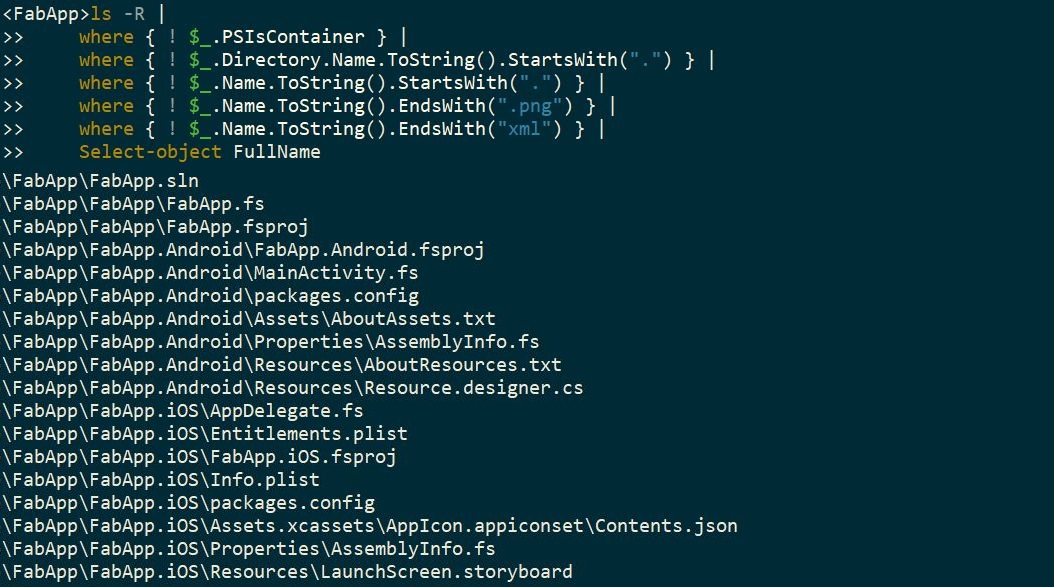 <FabApp>ls -R |
>>     where { ! $_.PSIsContainer } |
>>     where { ! $_.Directory.Name.ToString().StartsWith(".") } |
>>     where { ! $_.Name.ToString().StartsWith(".") } |
>>     where { ! $_.Name.ToString().EndsWith(".png") } |
>>     where { ! $_.Name.ToString().EndsWith("xml") } |
>>     Select-object FullName
\FabApp\FabApp.sln
\FabApp\FabApp\FabApp.fs
\FabApp\FabApp\FabApp.fsproj
\FabApp\FabApp.Android\FabApp.Android.fsproj
\FabApp\FabApp.Android\MainActivity.fs
\FabApp\FabApp.Android\packages.config
\FabApp\FabApp.Android\Assets\AboutAssets.txt
\FabApp\FabApp.Android\Properties\AssemblyInfo.fs
\FabApp\FabApp.Android\Resources\AboutResources.txt
\FabApp\FabApp.Android\Resources\Resource.designer.cs
\FabApp\FabApp.iOS\AppDelegate.fs
\FabApp\FabApp.iOS\Entitlements.plist
\FabApp\FabApp.iOS\FabApp.iOS.fsproj
\FabApp\FabApp.iOS\Info.plist
\FabApp\FabApp.iOS\packages.config
\FabApp\FabApp.iOS\Assets.xcassets\AppIcon.appiconset\Contents.json
\FabApp\FabApp.iOS\Properties\AssemblyInfo.fs
\FabApp\FabApp.iOS\Resources\LaunchScreen.storyboard